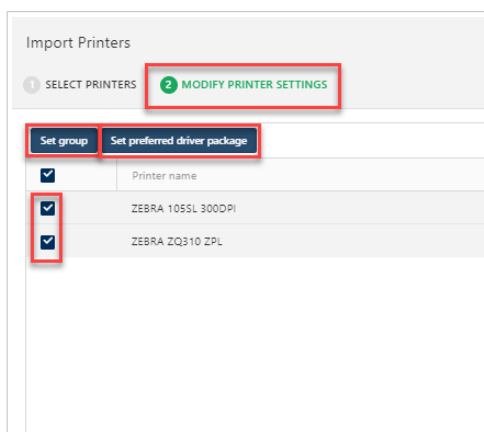 Import Printers
1 SELECT PRINTERS 2 MODIFY PRINTER SETTINGS
Set group Set preferred driver package
Printer name
ZEBRA 105SL 300DPI
ZEBRA ZQ310 ZPL